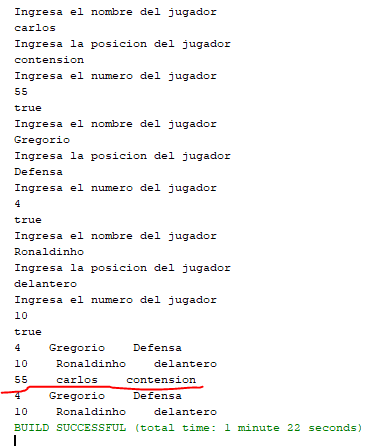 Ingresa el nombre del jugador
carlos
Ingresa la posicion del jugador
contension
Ingresa el numero del jugador
55
true
Ingresa el nombre del jugador
Gregorio
Ingresa la posicion del jugador
Defensa
Ingresa el numero del jugador
4
true
Ingresa el nombre del jugador
Ronaldinho
Ingresa la posicion del jugador
delantero
Ingresa el numero del jugador
10
true
4    Gregorio    Defensa
10    Ronaldinho    delantero
55    carlos    contension
4    Gregorio    Defensa
10    Ronaldinho    delantero
BUILD SUCCESSFUL (total time: 1 minute 22 seconds)